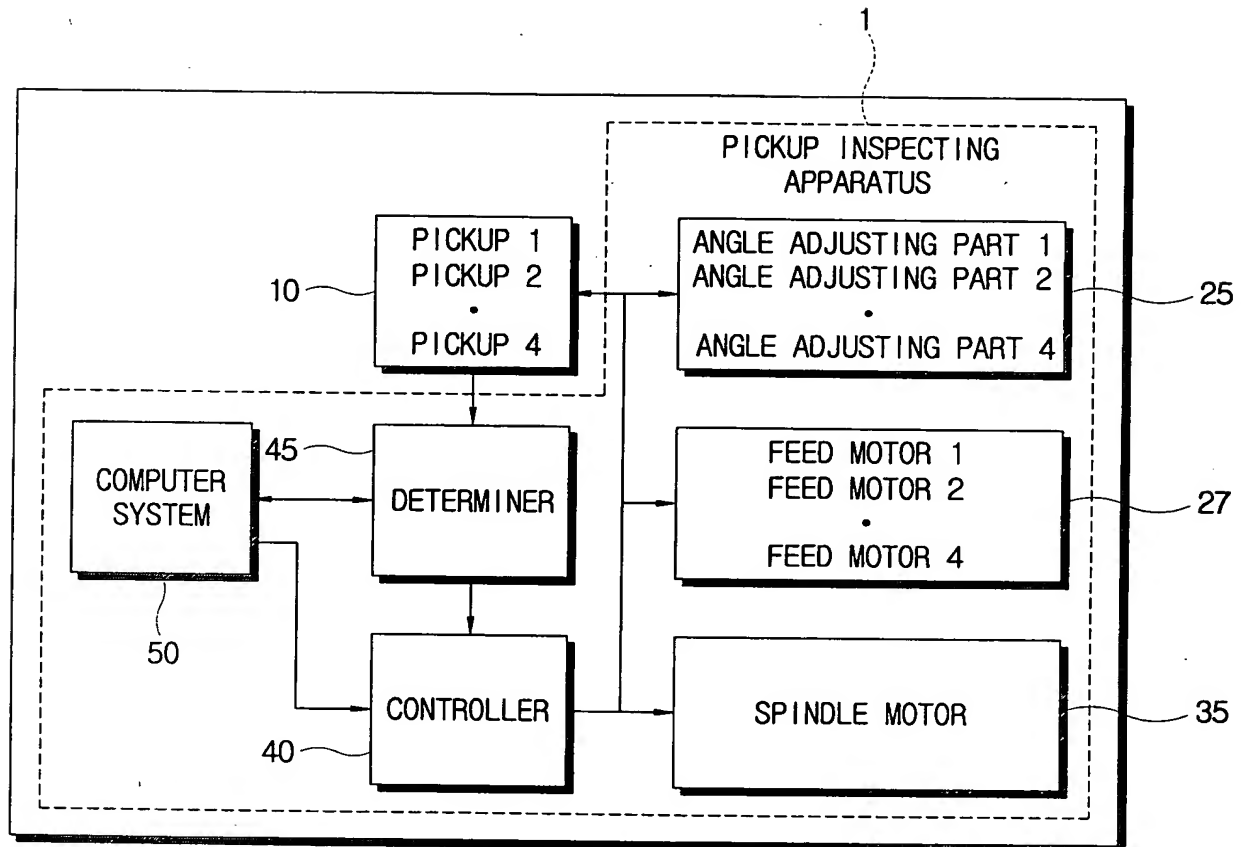 1
PICKUP INSPECTING
APPARATUS
PICKUP 1
PICKUP 2
•
PICKUP 4
10
ANGLE ADJUSTING PART 1
ANGLE ADJUSTING PART 2
•
ANGLE ADJUSTING PART 4
25
COMPUTER
SYSTEM
50
45
DETERMINER
FEED MOTOR 1
FEED MOTOR 2
•
FEED MOTOR 4
27
CONTROLLER
40
SPINDLE MOTOR
35